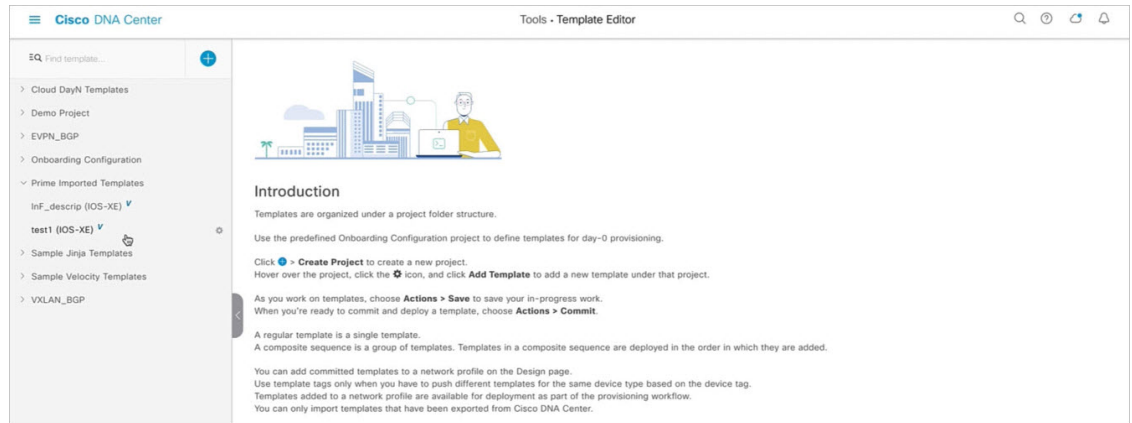 Cisco DNA Center
Tools · Template Editor
Find template....
Cloud DayN Templates
Demo Project
EVPN_BGP
Onboarding Configuration
Prime Imported Templates
InF_descrip (IOS-XE) V
test1 (IOS-XE) V
Sample Jinja Templates
Sample Velocity Templates
VXLAN_BGP
Introduction
Templates are organized under a project folder structure.
Use the predefined Onboarding Configuration project to define templates for day-0 provisioning.
Click > Create Project to create a new project.
Hover over the project, click the icon, and click Add Template to add a new template under that project.
As you work on templates, choose Actions > Save to save your in-progress work.
When you're ready to commit and deploy a template, choose Actions > Commit.
A regular template is a single template.
A composite sequence is a group of templates. Templates in a composite sequence are deployed in the order in which they are added.
You can add committed templates to a network profile on the Design page.
Use template tags only when you have to push different templates for the same device type based on the device tag.
Templates added to a network profile are available for deployment as part of the provisioning workflow.
You can only import templates that have been exported from Cisco DNA Center.